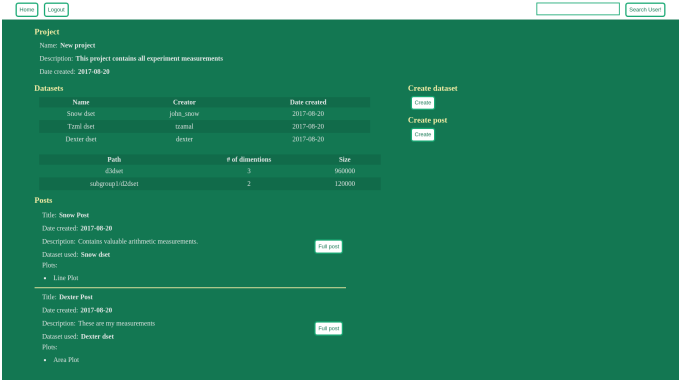 Home Logout Search User!
Project
Name: New project
Description: This project contains all experiment measurements
Date created: 2017-08-20
Datasets
Name Creator Date created
Snow dset john_snow 2017-08-20
Tzml dset tzamal 2017-08-20
Dexter dset dexter 2017-08-20
Path # of dimentions Size
d3dset 3 960000
subgroup1/d2dset 2 120000
Create dataset
Create
Create post
Create
Posts
Title: Snow Post
Date created: 2017-08-20
Description: Contains valuable arithmetic measurements.
Full post
Dataset used: Snow dset
Plots:
Line Plot
Title: Dexter Post
Date created: 2017-08-20
Description: These are my measurements
Full post
Dataset used: Dexter dset
Plots:
Area Plot